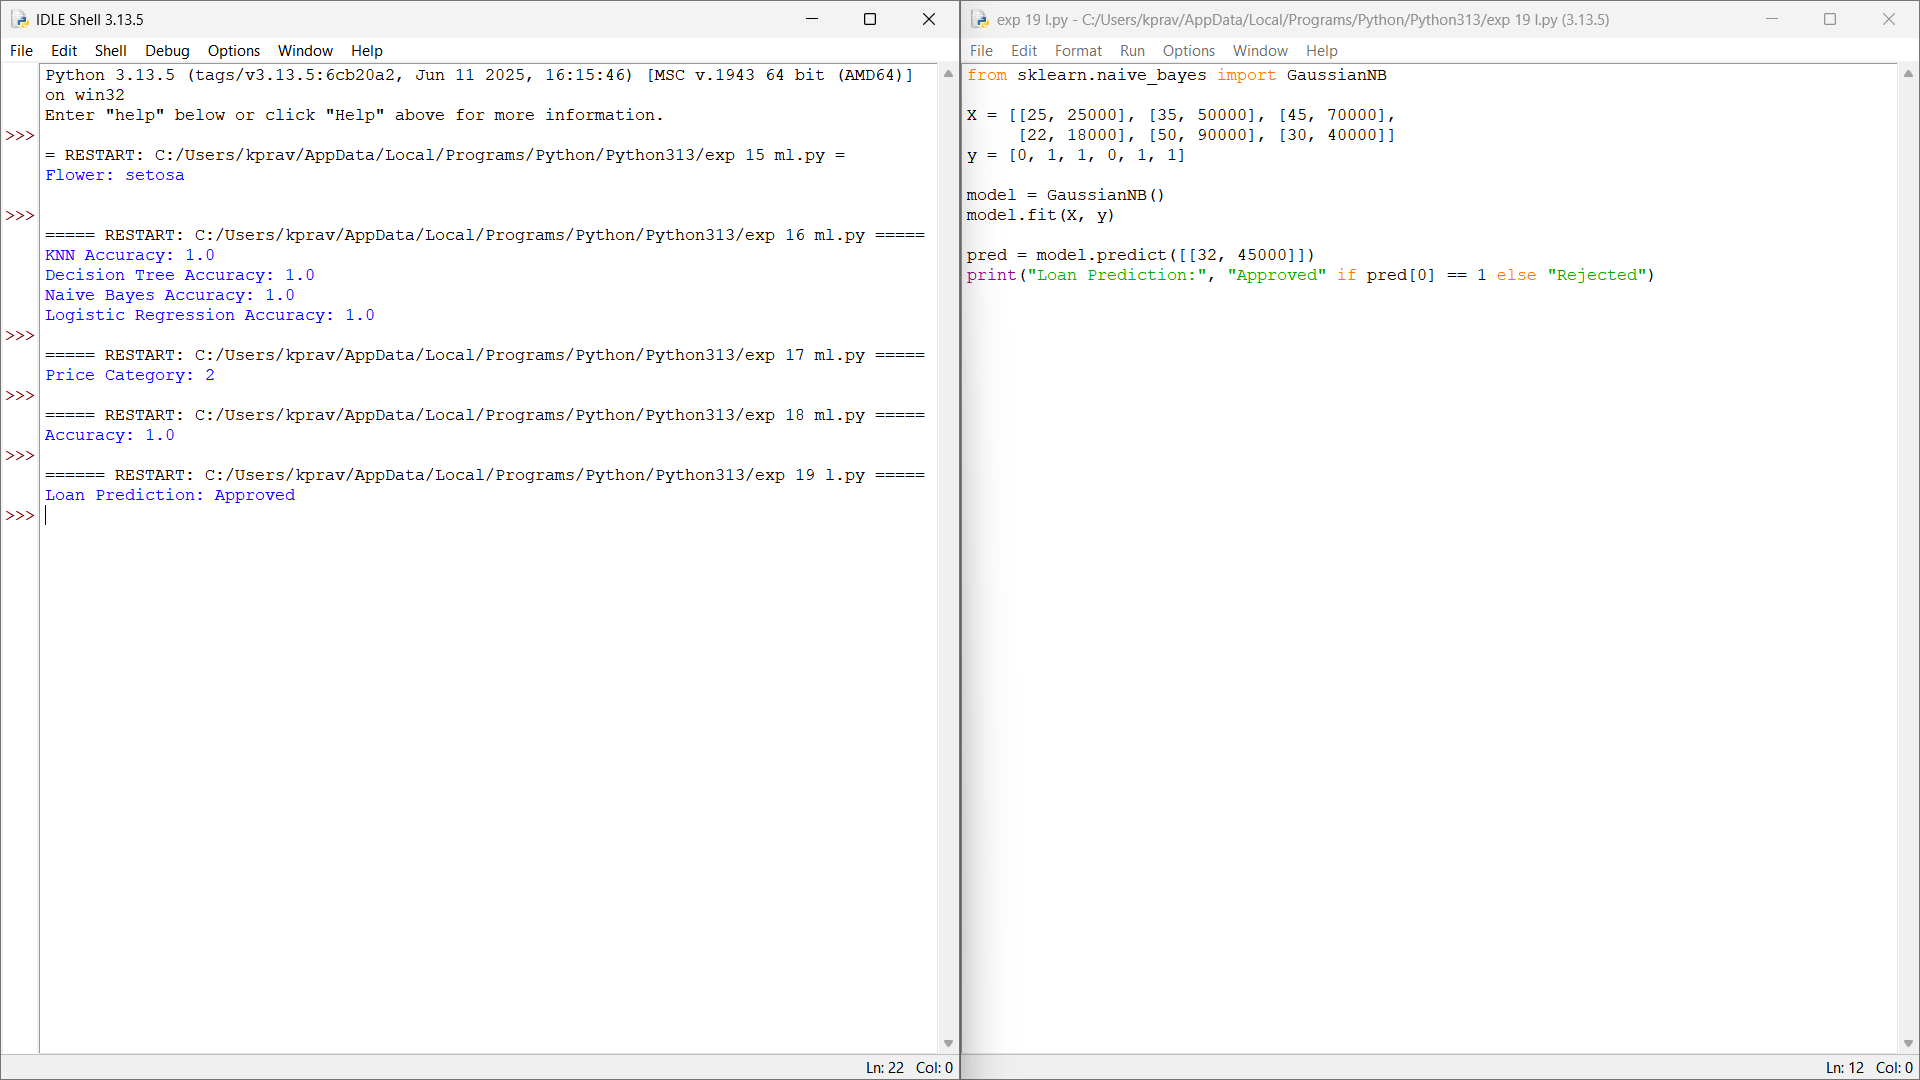 IDLE Shell 3.13.5
File Edit Shell Debug Options Window Help
Python 3.13.5 (tags/v3.13.5:6cb20a2, Jun 11 2025, 16:15:46) [MSC v.1943 64 bit (AMD64)]
on win32
Enter "help" below or click "Help" above for more information.
>>>
= RESTART: C:/Users/kprav/AppData/Local/Programs/Python/Python313/exp 15 ml.py =
Flower: setosa
>>>
===== RESTART: C:/Users/kprav/AppData/Local/Programs/Python/Python313/exp 16 ml.py =====
KNN Accuracy: 1.0
Decision Tree Accuracy: 1.0
Naive Bayes Accuracy: 1.0
Logistic Regression Accuracy: 1.0
>>>
===== RESTART: C:/Users/kprav/AppData/Local/Programs/Python/Python313/exp 17 ml.py =====
Price Category: 2
>>>
===== RESTART: C:/Users/kprav/AppData/Local/Programs/Python/Python313/exp 18 ml.py =====
Accuracy: 1.0
>>>
====== RESTART: C:/Users/kprav/AppData/Local/Programs/Python/Python313/exp 19 l.py =====
Loan Prediction: Approved
>>>
Ln: 22 Col: 0
exp 19 l.py - C:/Users/kprav/AppData/Local/Programs/Python/Python313/exp 19 l.py (3.13.5)
File Edit Format Run Options Window Help
from sklearn.naive_bayes import GaussianNB
X = [[25, 25000], [35, 50000], [45, 70000],
     [22, 18000], [50, 90000], [30, 40000]]
y = [0, 1, 1, 0, 1, 1]
model = GaussianNB()
model.fit(X, y)
pred = model.predict([[32, 45000]])
print("Loan Prediction:", "Approved" if pred[0] == 1 else "Rejected")
Ln: 12 Col: 0